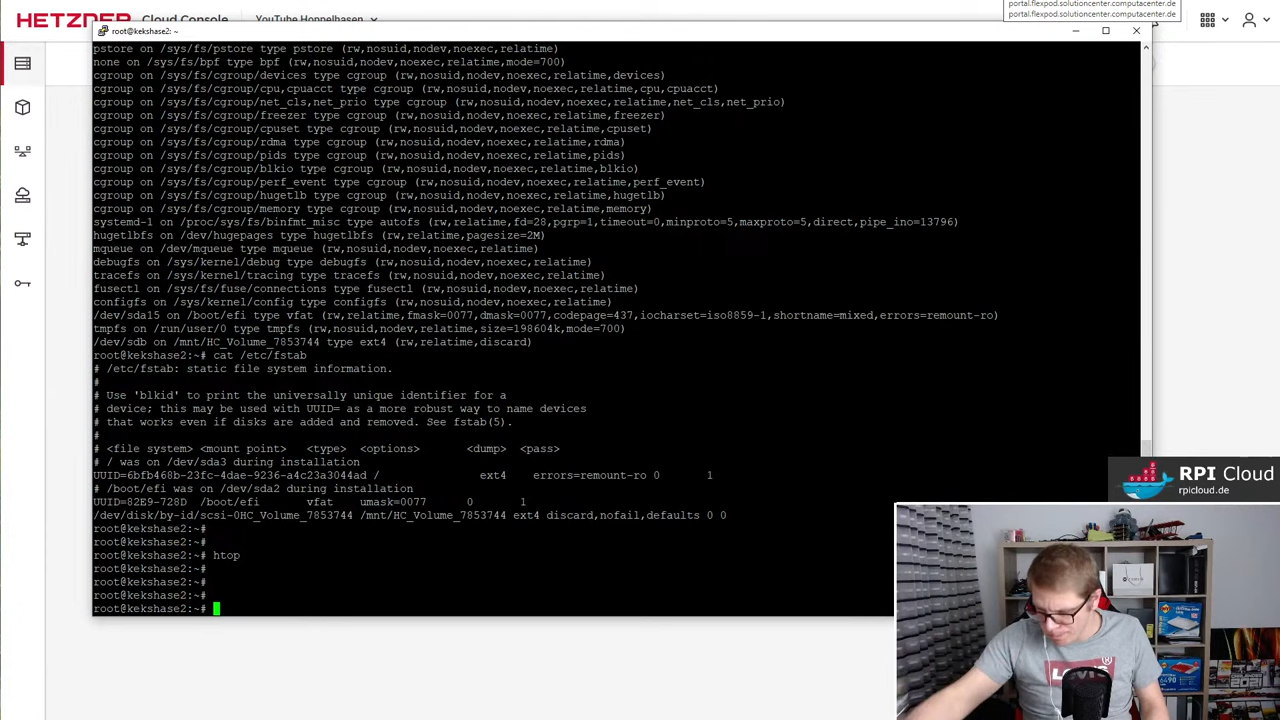 HETZNER Cloud Console YouTube Hoppelhasen
portal.flexpod.solutioncenter.computacenter.de
portal.flexpod.solutioncenter.computacenter.de
root@kekshase2: ~
pstore on /sys/fs/pstore type pstore (rw,nosuid,nodev,noexec,relatime)
none on /sys/fs/bpf type bpf (rw,nosuid,nodev,noexec,relatime,mode=700)
cgroup on /sys/fs/cgroup/devices type cgroup (rw,nosuid,nodev,noexec,relatime,devices)
cgroup on /sys/fs/cgroup/cpu,cpuacct type cgroup (rw,nosuid,nodev,noexec,relatime,cpu,cpuacct)
cgroup on /sys/fs/cgroup/net_cls,net_prio type cgroup (rw,nosuid,nodev,noexec,relatime,net_cls,net_prio)
cgroup on /sys/fs/cgroup/freezer type cgroup (rw,nosuid,nodev,noexec,relatime,freezer)
cgroup on /sys/fs/cgroup/cpuset type cgroup (rw,nosuid,nodev,noexec,relatime,cpuset)
cgroup on /sys/fs/cgroup/rdma type cgroup (rw,nosuid,nodev,noexec,relatime,rdma)
cgroup on /sys/fs/cgroup/pids type cgroup (rw,nosuid,nodev,noexec,relatime,pids)
cgroup on /sys/fs/cgroup/blkio type cgroup (rw,nosuid,nodev,noexec,relatime,blkio)
cgroup on /sys/fs/cgroup/perf_event type cgroup (rw,nosuid,nodev,noexec,relatime,perf_event)
cgroup on /sys/fs/cgroup/hugetlb type cgroup (rw,nosuid,nodev,noexec,relatime,hugetlb)
cgroup on /sys/fs/cgroup/memory type cgroup (rw,nosuid,nodev,noexec,relatime,memory)
systemd-1 on /proc/sys/fs/binfmt_misc type autofs (rw,relatime,fd=28,pgrp=1,timeout=0,minproto=5,maxproto=5,direct,pipe_ino=13796)
hugetlbfs on /dev/hugepages type hugetlbfs (rw,relatime,pagesize=2M)
mqueue on /dev/mqueue type mqueue (rw,nosuid,nodev,noexec,relatime)
debugfs on /sys/kernel/debug type debugfs (rw,nosuid,nodev,noexec,relatime)
tracefs on /sys/kernel/tracing type tracefs (rw,nosuid,nodev,noexec,relatime)
fusectl on /sys/fs/fuse/connections type fusectl (rw,nosuid,nodev,noexec,relatime)
configfs on /sys/kernel/config type configfs (rw,nosuid,nodev,noexec,relatime)
/dev/sda15 on /boot/efi type vfat (rw,relatime,fmask=0077,dmask=0077,codepage=437,iocharset=iso8859-1,shortname=mixed,errors=remount-ro)
tmpfs on /run/user/0 type tmpfs (rw,nosuid,nodev,relatime,size=198604k,mode=700)
/dev/sdb on /mnt/HC_Volume_7853744 type ext4 (rw,relatime,discard)
root@kekshase2:~# cat /etc/fstab
# /etc/fstab: static file system information.
#
# Use 'blkid' to print the universally unique identifier for a
# device; this may be used with UUID= as a more robust way to name devices
# that works even if disks are added and removed. See fstab(5).
#
# <file system> <mount point> <type> <options> <dump> <pass>
# / was on /dev/sda3 during installation
UUID=6bfb468b-23fc-4dae-9236-a4c23a3044ad / ext4 errors=remount-ro 0 1
# /boot/efi was on /dev/sda2 during installation
UUID=82E9-728D /boot/efi vfat umask=0077 0 1
/dev/disk/by-id/scsi-0HC_Volume_7853744 /mnt/HC_Volume_7853744 ext4 discard,nofail,defaults 0 0
root@kekshase2:~#
root@kekshase2:~#
root@kekshase2:~# htop
root@kekshase2:~#
root@kekshase2:~#
root@kekshase2:~#
root@kekshase2:~#
RPI Cloud
rpicloud.de